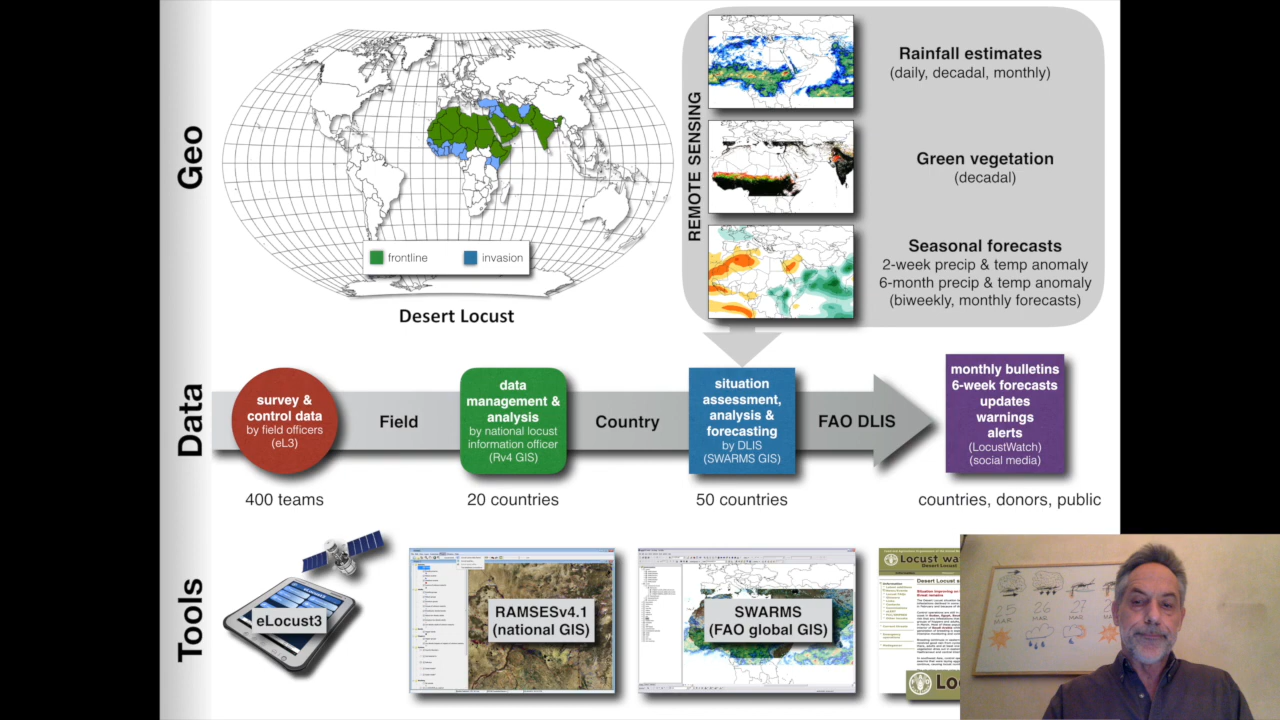 Geo
frontline
invasion
Desert Locust
REMOTE SENSING
Rainfall estimates
(daily, decadal, monthly)
Green vegetation
(decadal)
Seasonal forecasts
2-week precip & temp anomaly
6-month precip & temp anomaly
(biweekly, monthly forecasts)
Data
survey &
control data
by field officers
(eL3)
Field
data
management &
analysis
by national locust
information officer
(Rv4 GIS)
Country
situation
assessment,
analysis &
forecasting
by DLIS
(SWARMS GIS)
FAO DLIS
monthly bulletins
6-week forecasts
updates
warnings
alerts
(LocustWatch)
(social media)
400 teams
20 countries
50 countries
countries, donors, public
Tools
eLocust3
RAMSESv4.1
(national GIS)
SWARMS
(FAO global GIS)
Locust wa
Desert Locust
Desert Locust s
Lo
MAR